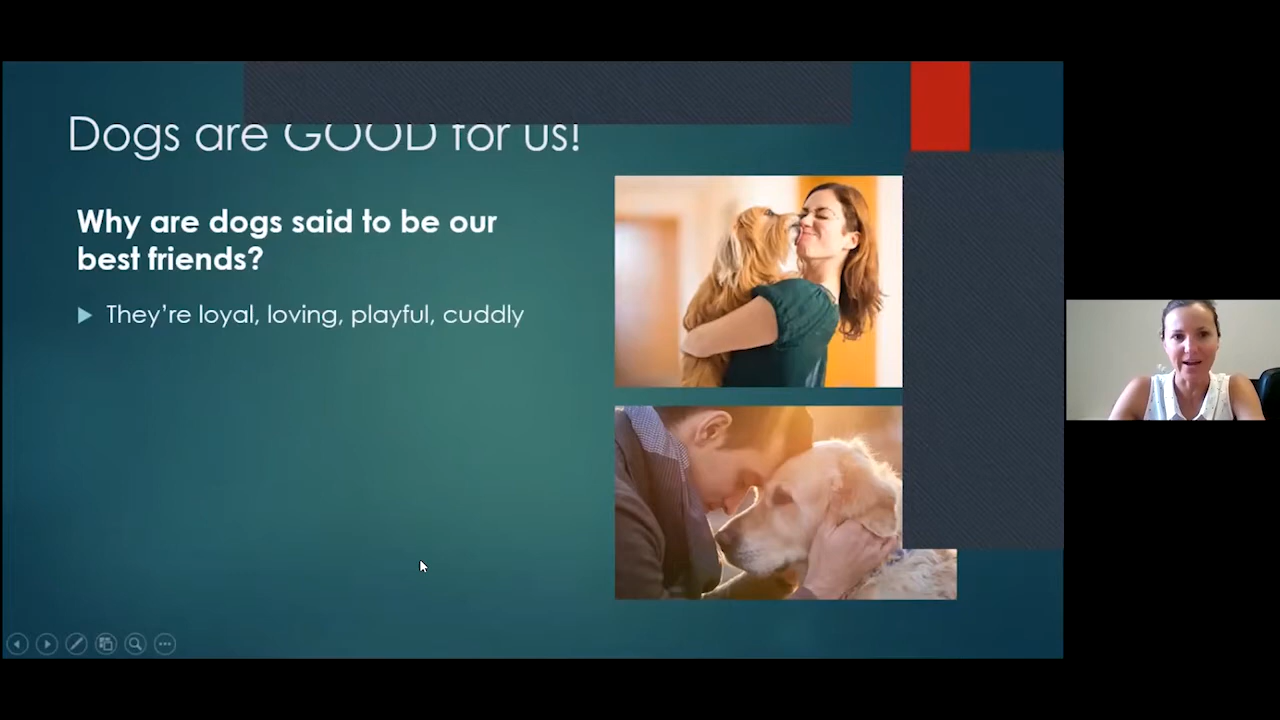 Dogs are GOOD for us!
Why are dogs said to be our
best friends?
They're loyal, loving, playful, cuddly